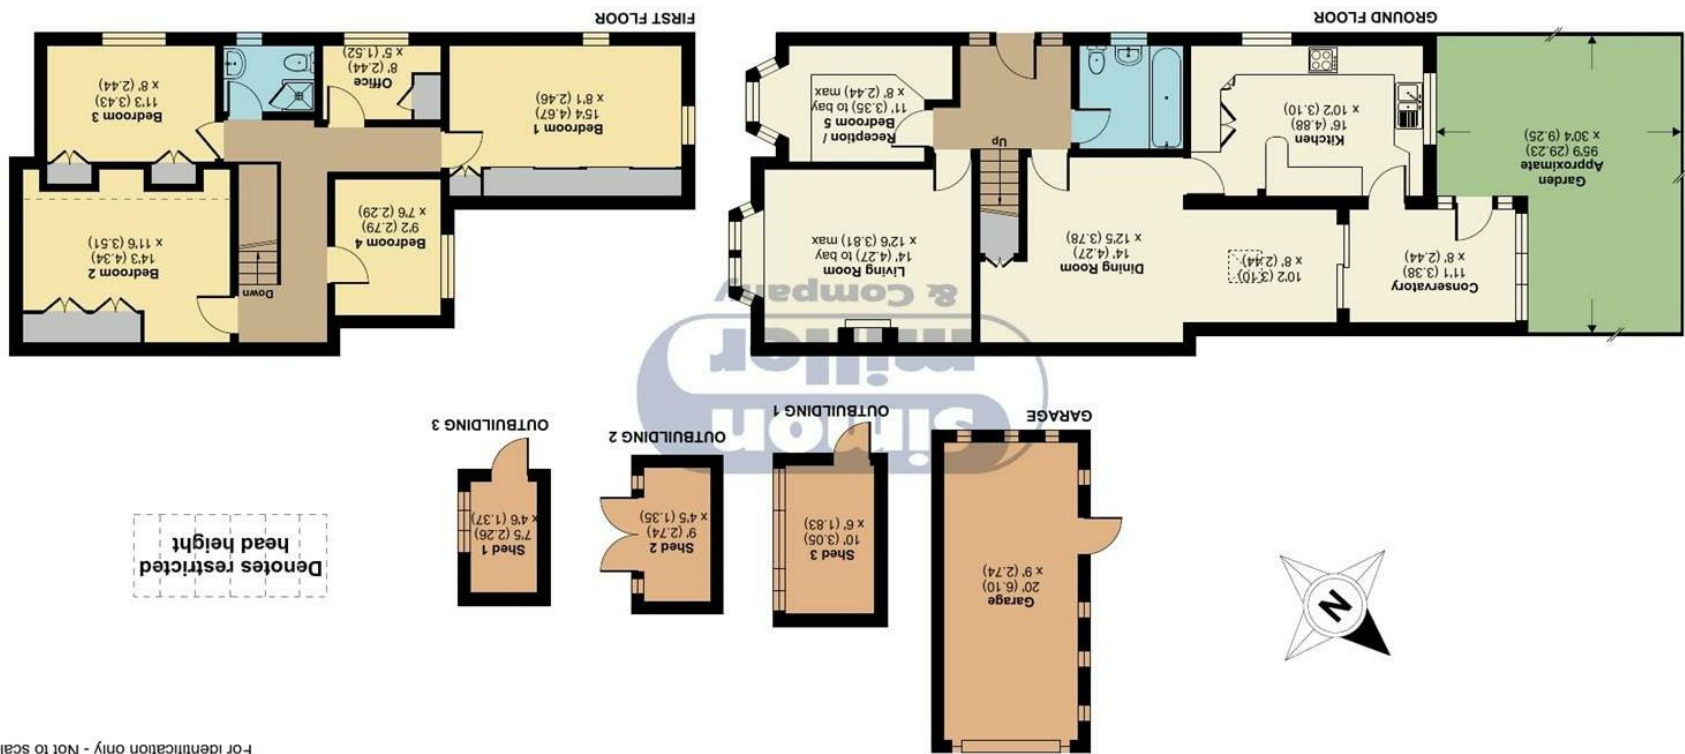 For identification only - Not to scal
Denotes restricted
head height
N
Garage
20' (6.10)
x 9' (2.74)
GARAGE
Shed 3
10' (3.05)
x 6' (1.83)
OUTBUILDING 1
Shed 2
9' (2.74)
x 4'5 (1.35)
OUTBUILDING 2
Shed 1
7'5 (2.26)
x 4'6 (1.37)
OUTBUILDING 3
simon
miller
& Company
Garden
Approximate
95'9 (29.23)
x 30'4 (9.25)
Conservatory
11'1 (3.38)
x 8' (2.44)
10'2 (3.10)
x 8' (2.44)
Dining Room
14' (4.27)
x 12'5 (3.78)
Living Room
14' (4.27) to bay
x 12'6 (3.81) max
Kitchen
16' (4.88)
x 10'2 (3.10)
Up
Reception /
Bedroom 5
11' (3.35) to bay
x 8' (2.44) max
GROUND FLOOR
Down
Bedroom 2
14'3 (4.34)
x 11'6 (3.51)
Bedroom 4
9'2 (2.79)
x 7'6 (2.29)
Bedroom 1
15'4 (4.67)
x 8'1 (2.46)
Office
8' (2.44)
x 5' (1.52)
Bedroom 3
11'3 (3.43)
x 8' (2.44)
FIRST FLOOR